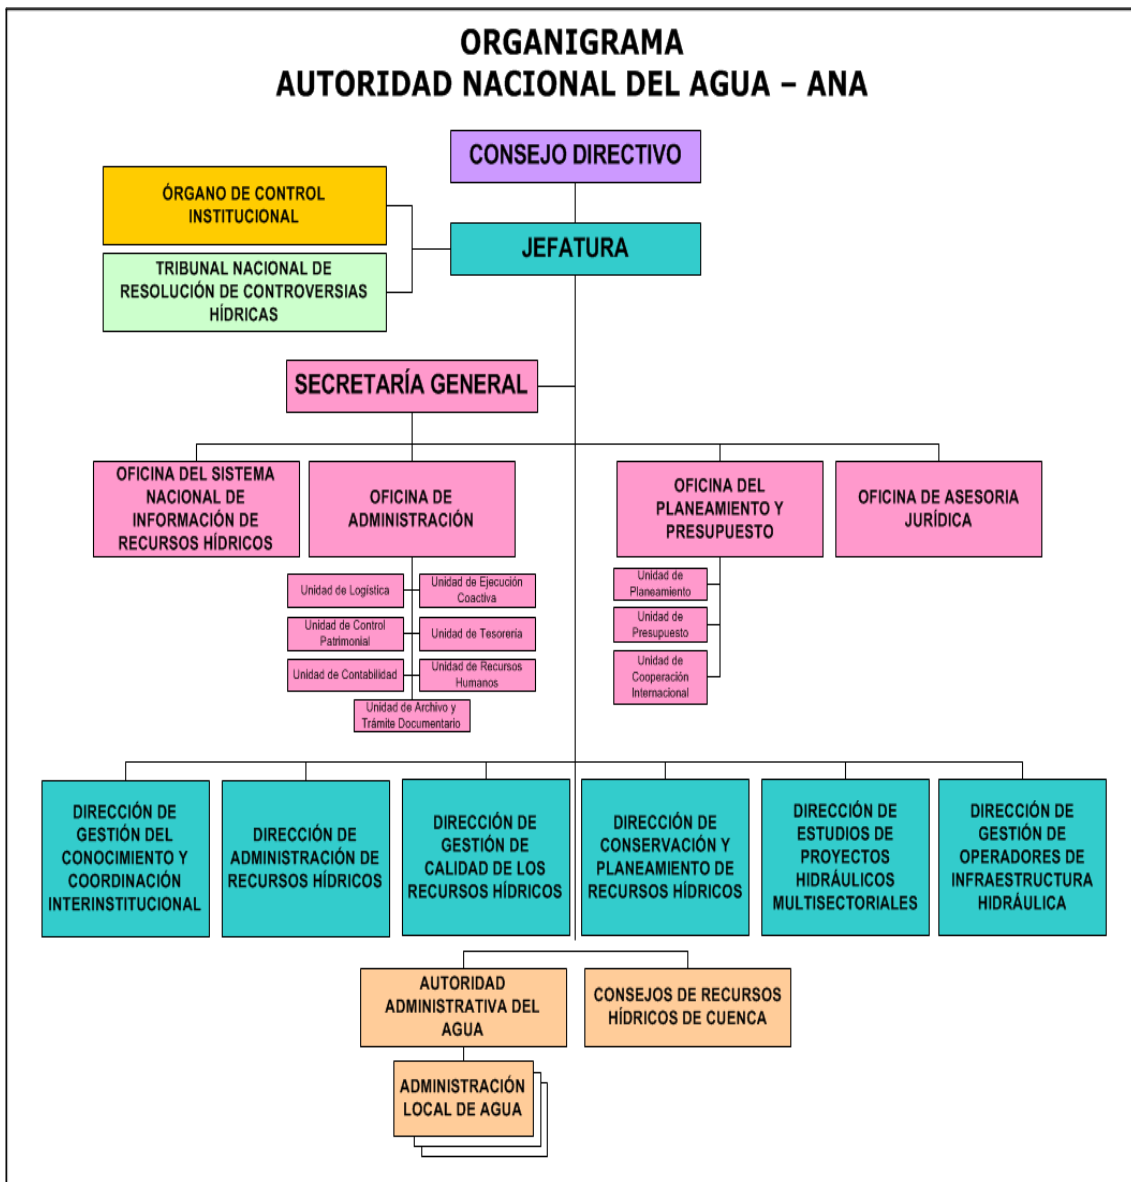 ORGANIGRAMA
AUTORIDAD NACIONAL DEL AGUA – ANA
CONSEJO DIRECTIVO
ÓRGANO DE CONTROL
INSTITUCIONAL
JEFATURA
TRIBUNAL NACIONAL DE
RESOLUCIÓN DE CONTROVERSIAS
HÍDRICAS
SECRETARÍA GENERAL
OFICINA DEL SISTEMA
NACIONAL DE
INFORMACIÓN DE
RECURSOS HÍDRICOS
OFICINA DE
ADMINISTRACIÓN
OFICINA DEL
PLANEAMIENTO Y
PRESUPUESTO
OFICINA DE ASESORIA
JURÍDICA
Unidad de Logística
Unidad de Ejecución
Coactiva
Unidad de Control
Patrimonial
Unidad de Tesorería
Unidad de Contabilidad
Unidad de Recursos
Humanos
Unidad de Archivo y
Trámite Documentario
Unidad de
Planeamiento
Unidad de
Presupuesto
Unidad de
Cooperación
Internacional
DIRECCIÓN DE
GESTIÓN DEL
CONOCIMIENTO Y
COORDINACIÓN
INTERINSTITUCIONAL
DIRECCIÓN DE
ADMINISTRACIÓN DE
RECURSOS HÍDRICOS
DIRECCIÓN DE
GESTIÓN DE
CALIDAD DE LOS
RECURSOS HÍDRICOS
DIRECCIÓN DE
CONSERVACIÓN Y
PLANEAMIENTO DE
RECURSOS HÍDRICOS
DIRECCIÓN DE
ESTUDIOS DE
PROYECTOS
HIDRÁULICOS
MULTISECTORIALES
DIRECCIÓN DE
GESTIÓN DE
OPERADORES DE
INFRAESTRUCTURA
HIDRÁULICA
AUTORIDAD
ADMINISTRATIVA DEL
AGUA
CONSEJOS DE RECURSOS
HÍDRICOS DE CUENCA
ADMINISTRACIÓN
LOCAL DE AGUA